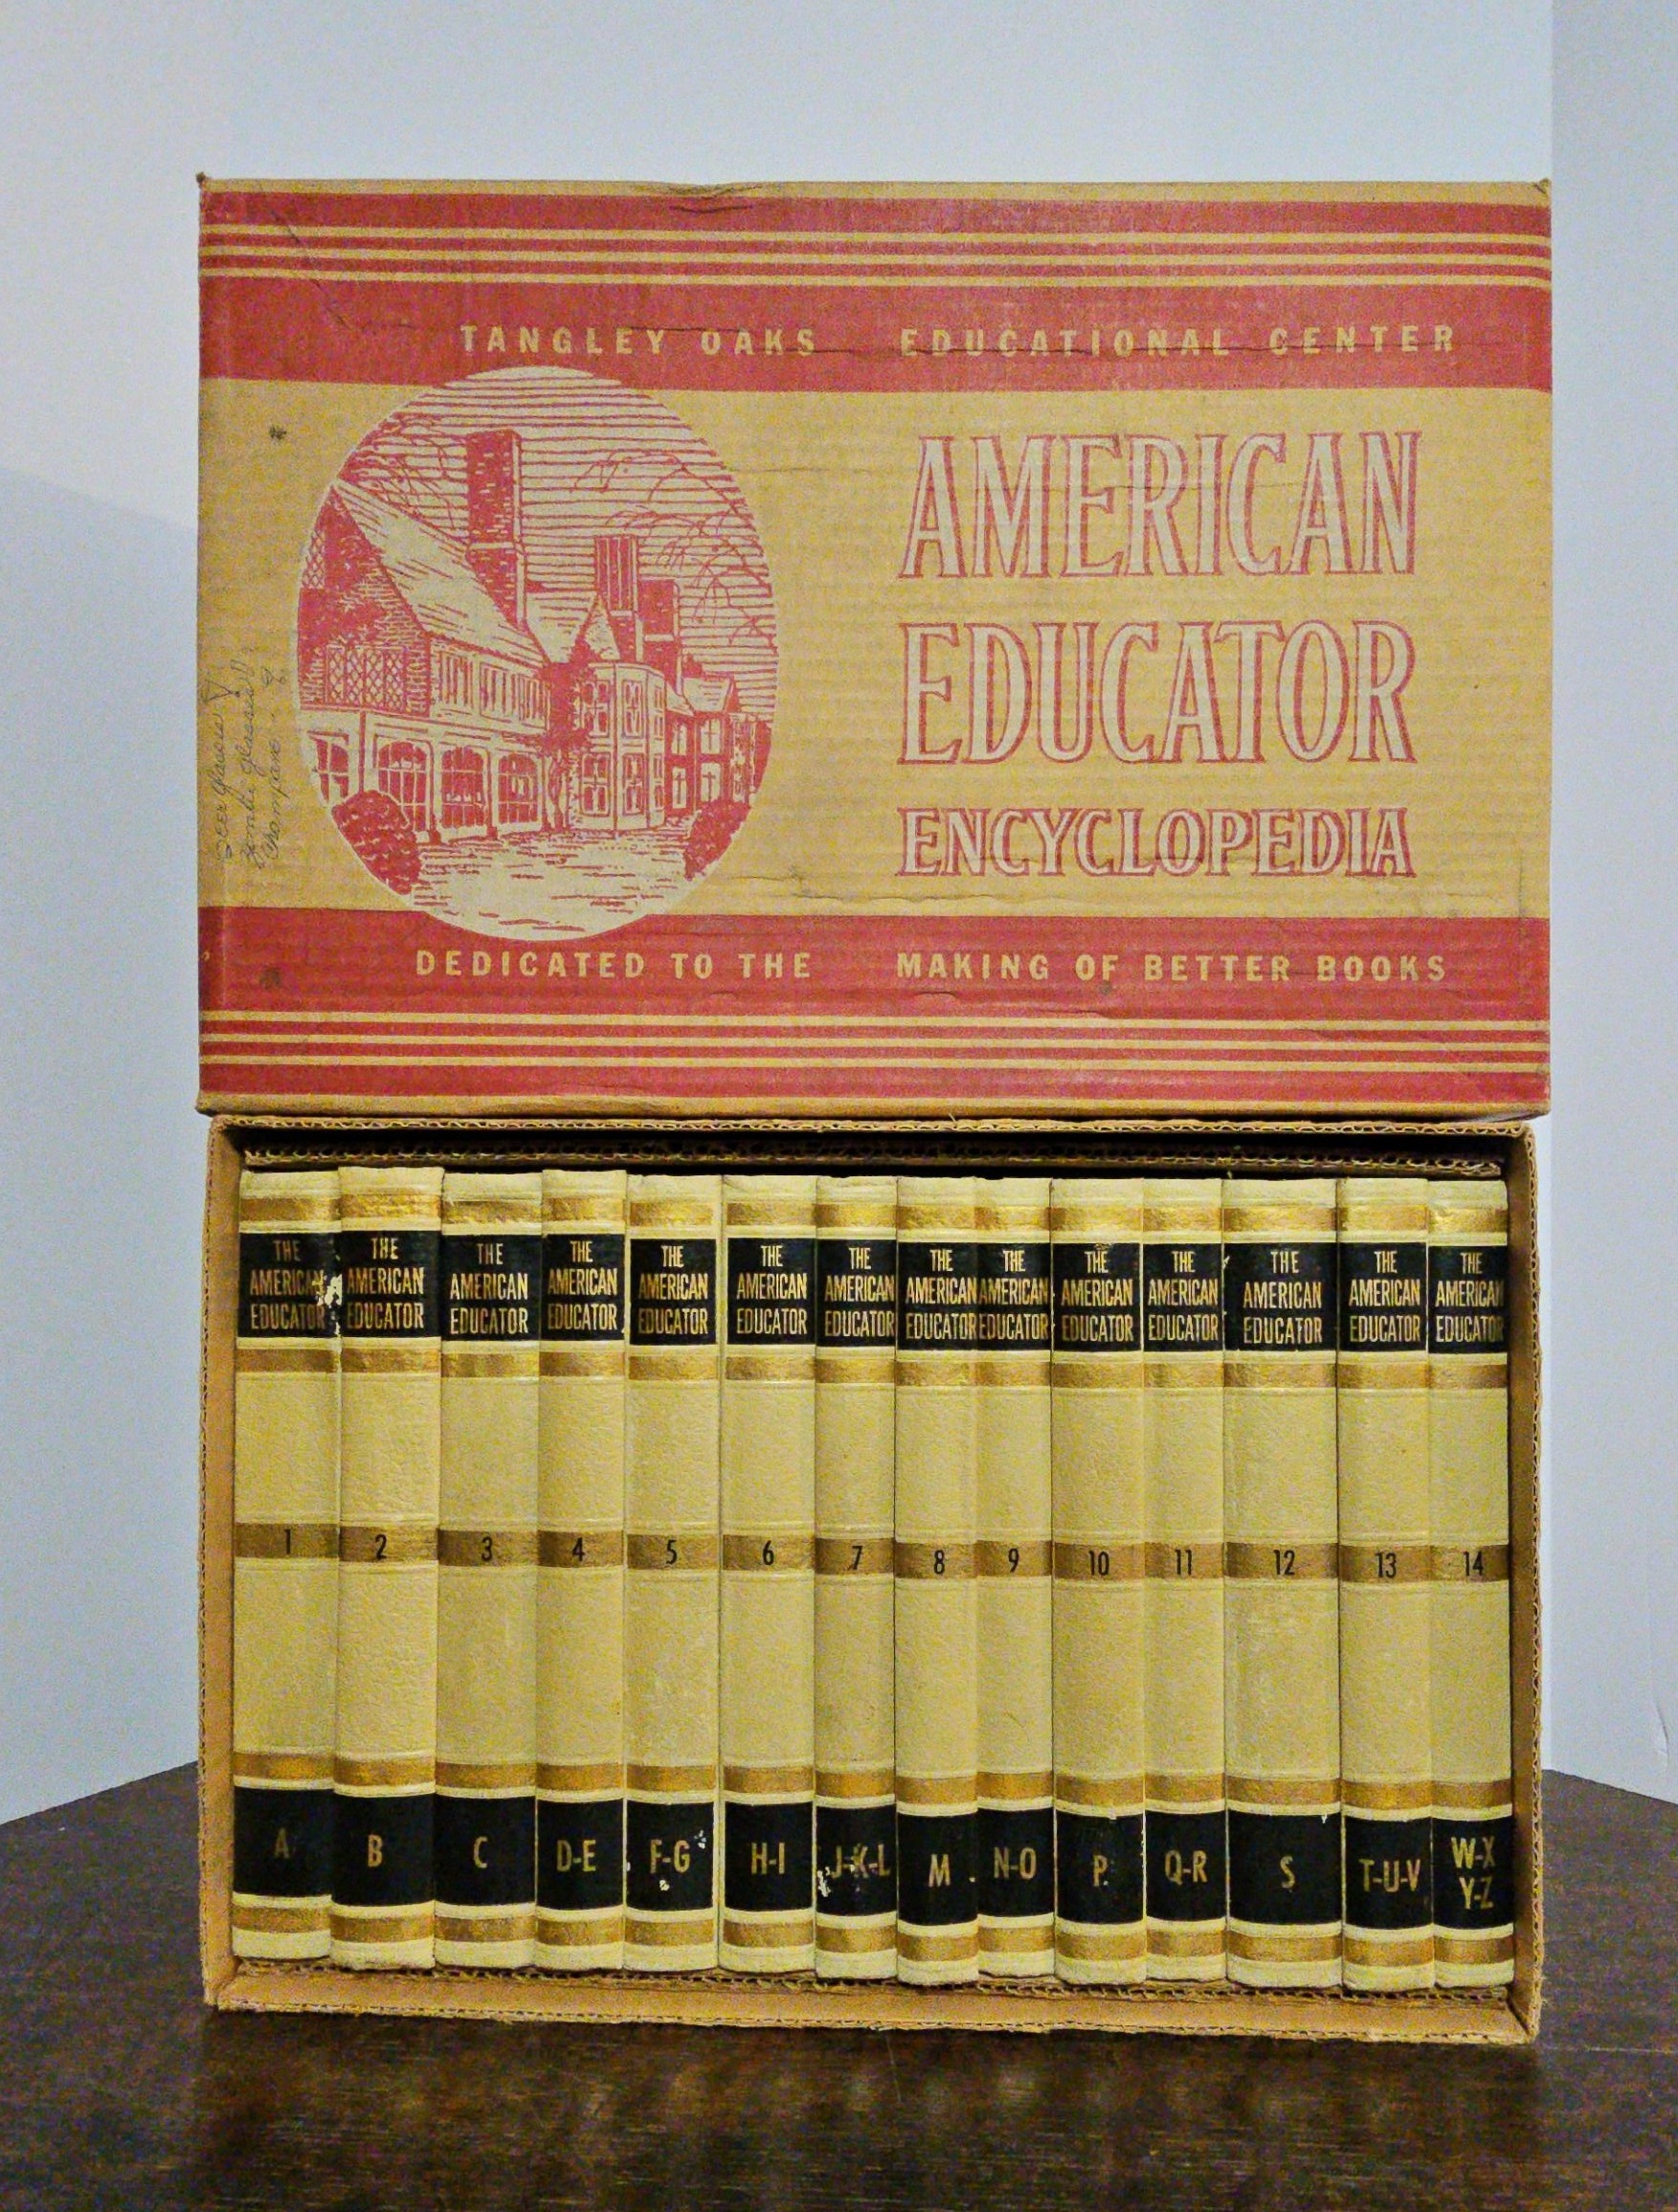 TANGLEY OAKS EDUCATIONAL CENTER
AMERICAN
EDUCATOR
ENCYCLOPEDIA
DEDICATED TO THE MAKING OF BETTER BOOKS
THE
AMERICAN
EDUCATOR
1
A
THE
AMERICAN
EDUCATOR
2
B
THE
AMERICAN
EDUCATOR
3
C
THE
AMERICAN
EDUCATOR
4
D-E
THE
AMERICAN
EDUCATOR
5
F-G
THE
AMERICAN
EDUCATOR
6
H-I
THE
AMERICAN
EDUCATOR
7
J-K-L
THE
AMERICAN
EDUCATOR
8
M
THE
AMERICAN
EDUCATOR
9
N-O
THE
AMERICAN
EDUCATOR
10
P
THE
AMERICAN
EDUCATOR
11
Q-R
THE
AMERICAN
EDUCATOR
12
S
THE
AMERICAN
EDUCATOR
13
T-U-V
THE
AMERICAN
EDUCATOR
14
W-X
Y-Z